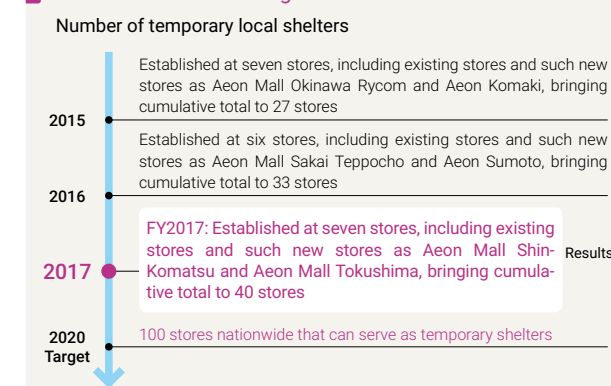 Number of temporary local shelters
Established at seven stores, including existing stores and such new
stores as Aeon Mall Okinawa Rycom and Aeon Komaki, bringing
cumulative total to 27 stores
2015
Established at six stores, including existing stores and such new
stores as Aeon Mall Sakai Teppocho and Aeon Sumoto, bringing
cumulative total to 33 stores
2016
FY2017: Established at seven stores, including existing
stores and such new stores as Aeon Mall Shin-
Komatsu and Aeon Mall Tokushima, bringing cumula-
tive total to 40 stores
2017
Results
2020
Target
100 stores nationwide that can serve as temporary shelters